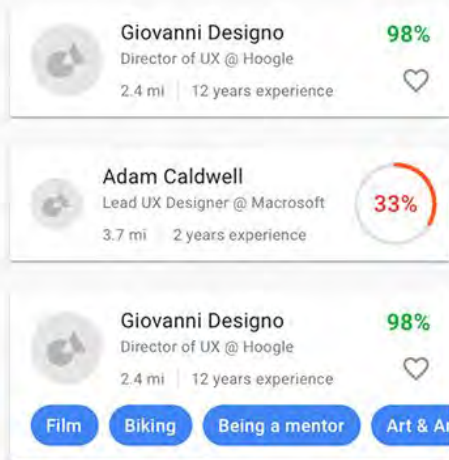 Giovanni Designo
98%
Director of UX @ Hoogle
2.4 mi 12 years experience
Adam Caldwell
Lead UX Designer @ Macrosoft
33%
3.7 mi 2 years experience
Giovanni Designo
98%
Director of UX @ Hoogle
2.4 mi 12 years experience
Film Biking Being a mentor Art &